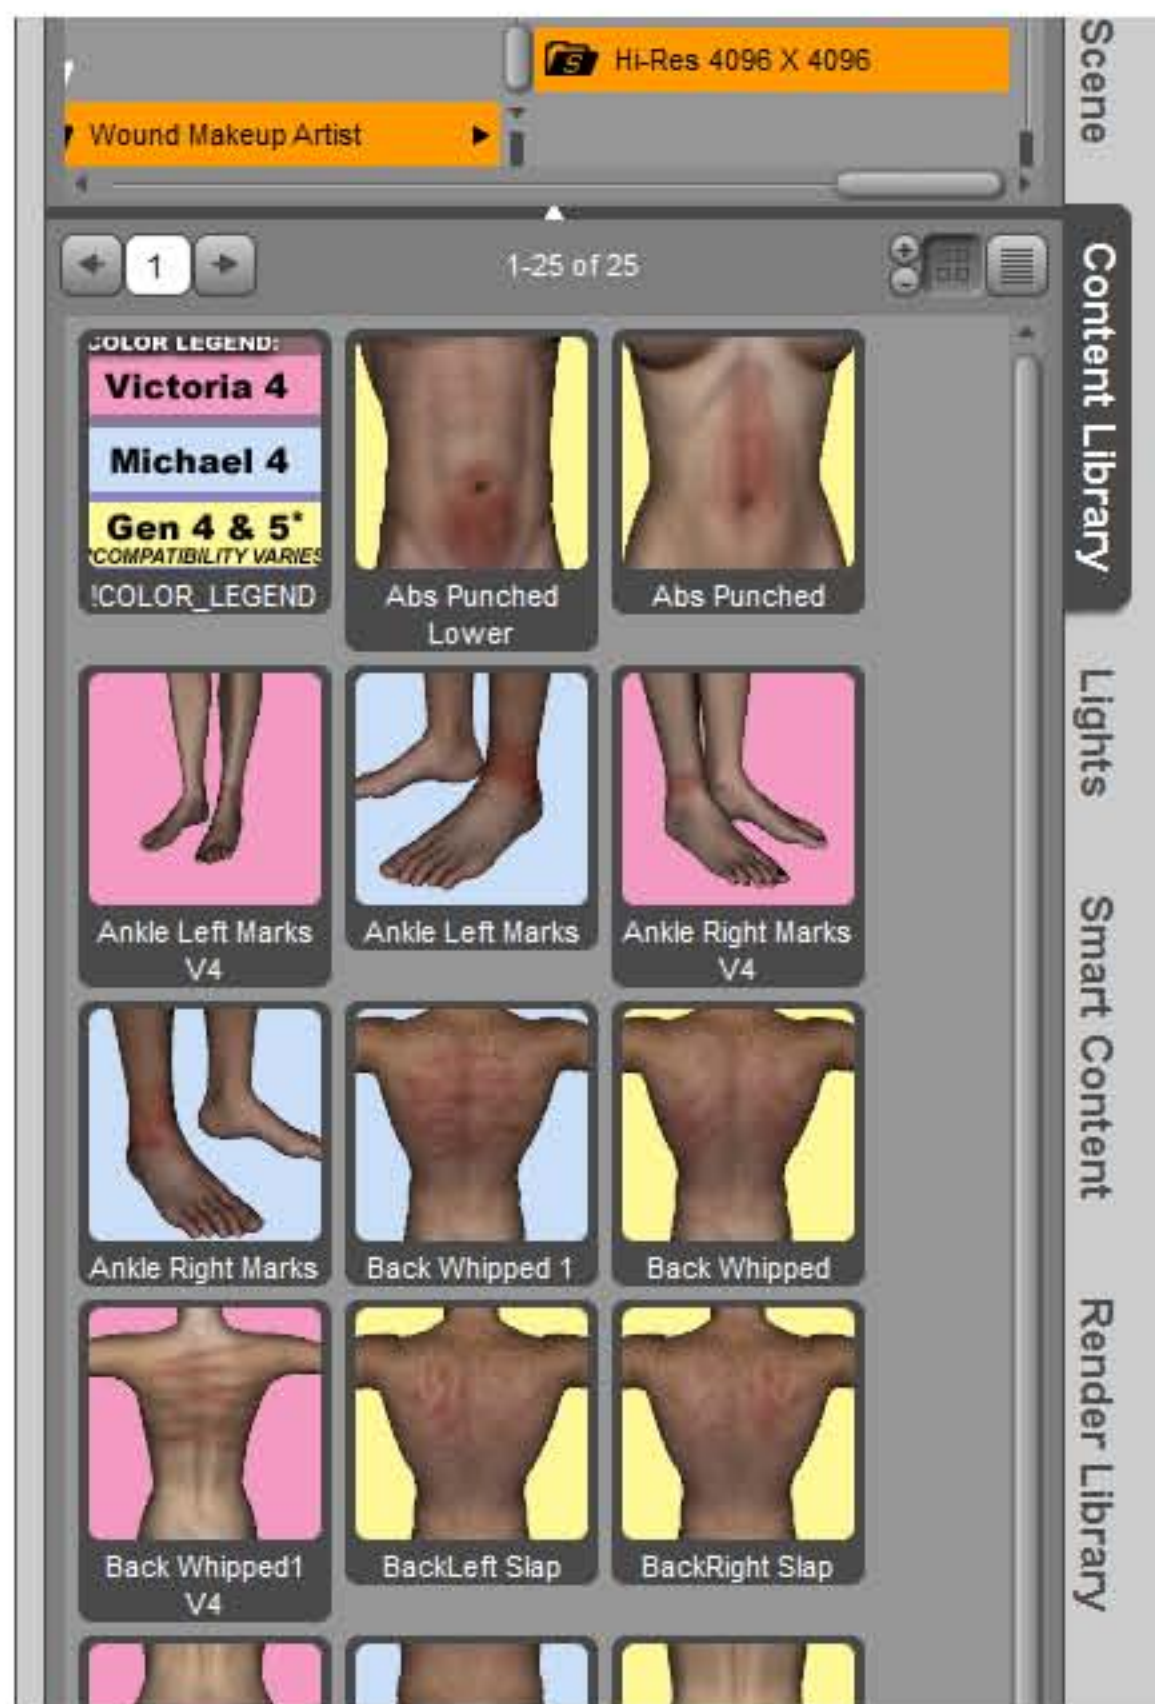 Hi-Res 4096 X 4096
Wound Makeup Artist
1
1-25 of 25
COLOR LEGEND:
Victoria 4
Michael 4
Gen 4 & 5*
*COMPATIBILITY VARIES
!COLOR_LEGEND
Abs Punched
Lower
Abs Punched
Ankle Left Marks
V4
Ankle Left Marks
Ankle Right Marks
V4
Ankle Right Marks
Back Whipped 1
Back Whipped
Back Whipped1
V4
BackLeft Slap
BackRight Slap
Scene
Content Library
Lights
Smart Content
Render Library